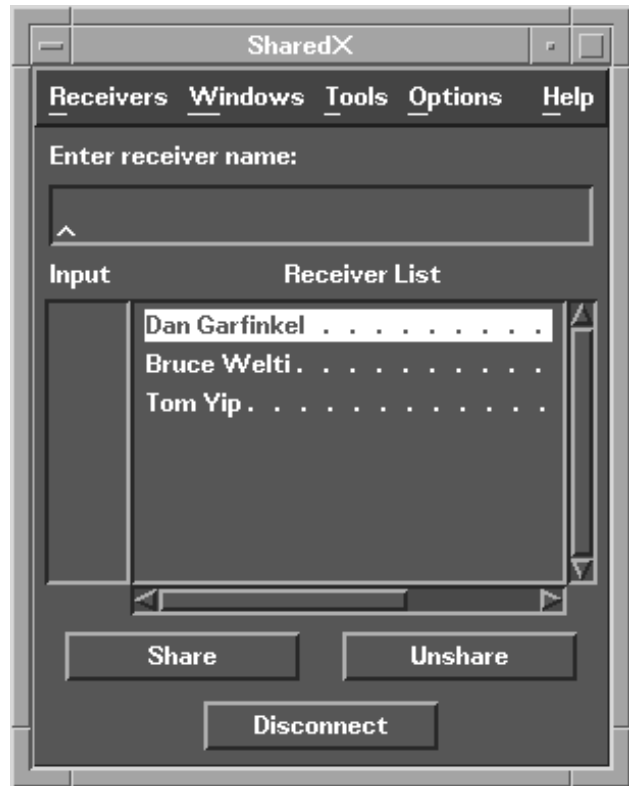 SharedX
Receivers Windows Tools Options Help
Enter receiver name:
^
Input Receiver List
Dan Garfinkel . . . . . . . . .
Bruce Welti . . . . . . . . . .
Tom Yip . . . . . . . . . . . .
Share Unshare
Disconnect